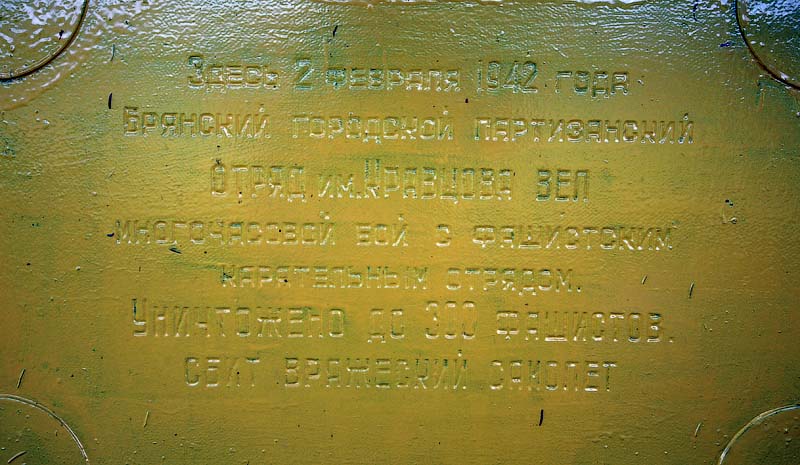 Здесь 2 февраля 1942 года
Брянский городской партизанский
отряд им. Кравцова вел
многочасовой бой с фашистским
карательным отрядом.
Уничтожено до 300 фашистов.
Сбит вражеский самолет